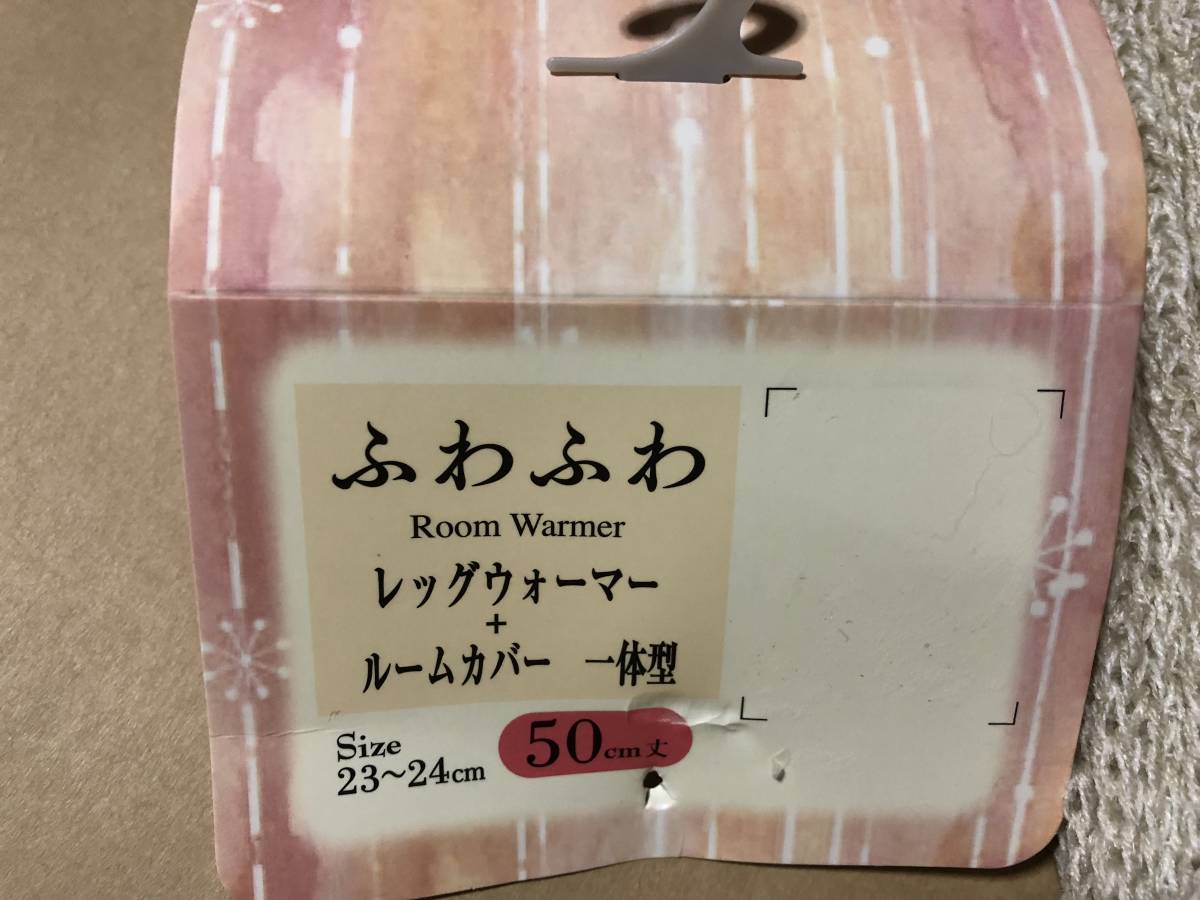 ふわふわ
Room Warmer
レッグウォーマー
+
ルームカバー 一体型
Size
23~24cm
50cm丈